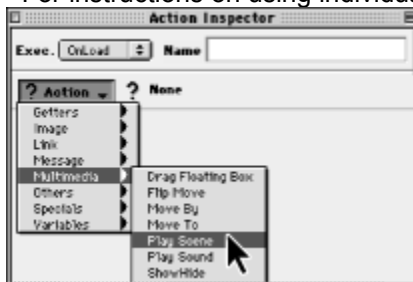 For instructions on using individua
Action Inspector
Exec. OnLoad Name
? Action ? None
Getters
Image
Link
Message
Multimedia
Others
Specials
Variables
Drag Floating Box
Flip Move
Move By
Move To
Play Scene
Play Sound
ShowHide